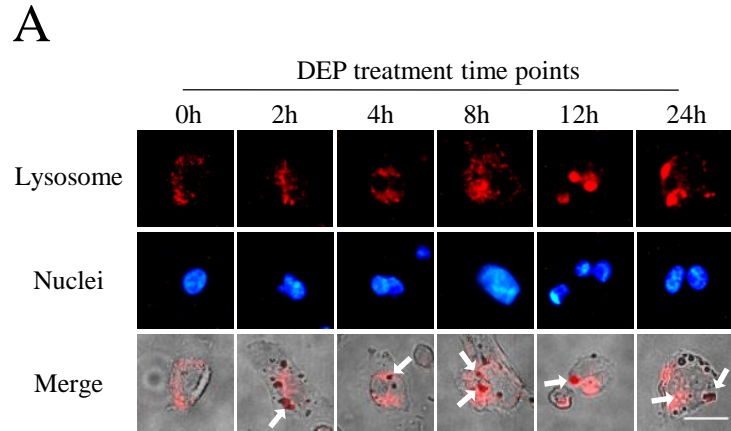 A
DEP treatment time points
0h 2h 4h 8h 12h 24h
Lysosome
Nuclei
Merge